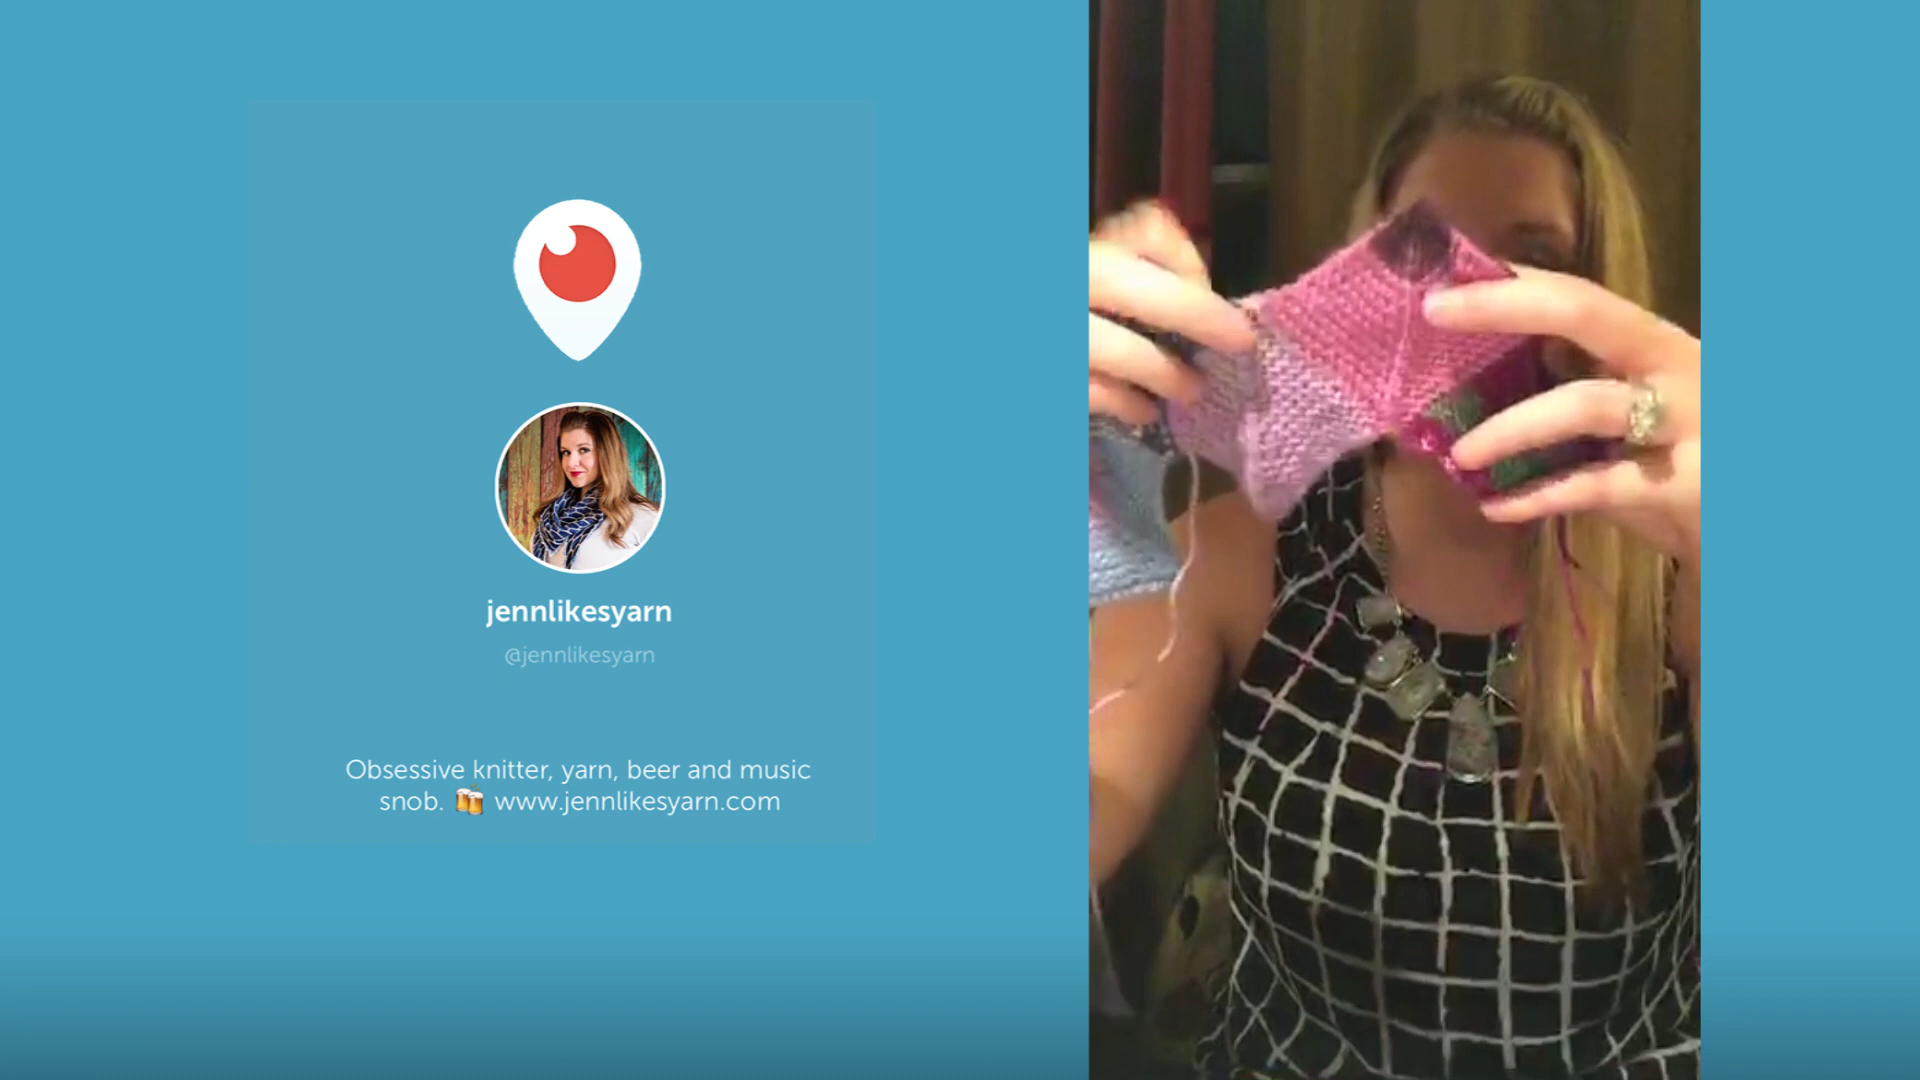 jennlikesyarn
@jennlikesyarn
Obsessive knitter, yarn, beer and music
snob. 🍻 www.jennlikesyarn.com